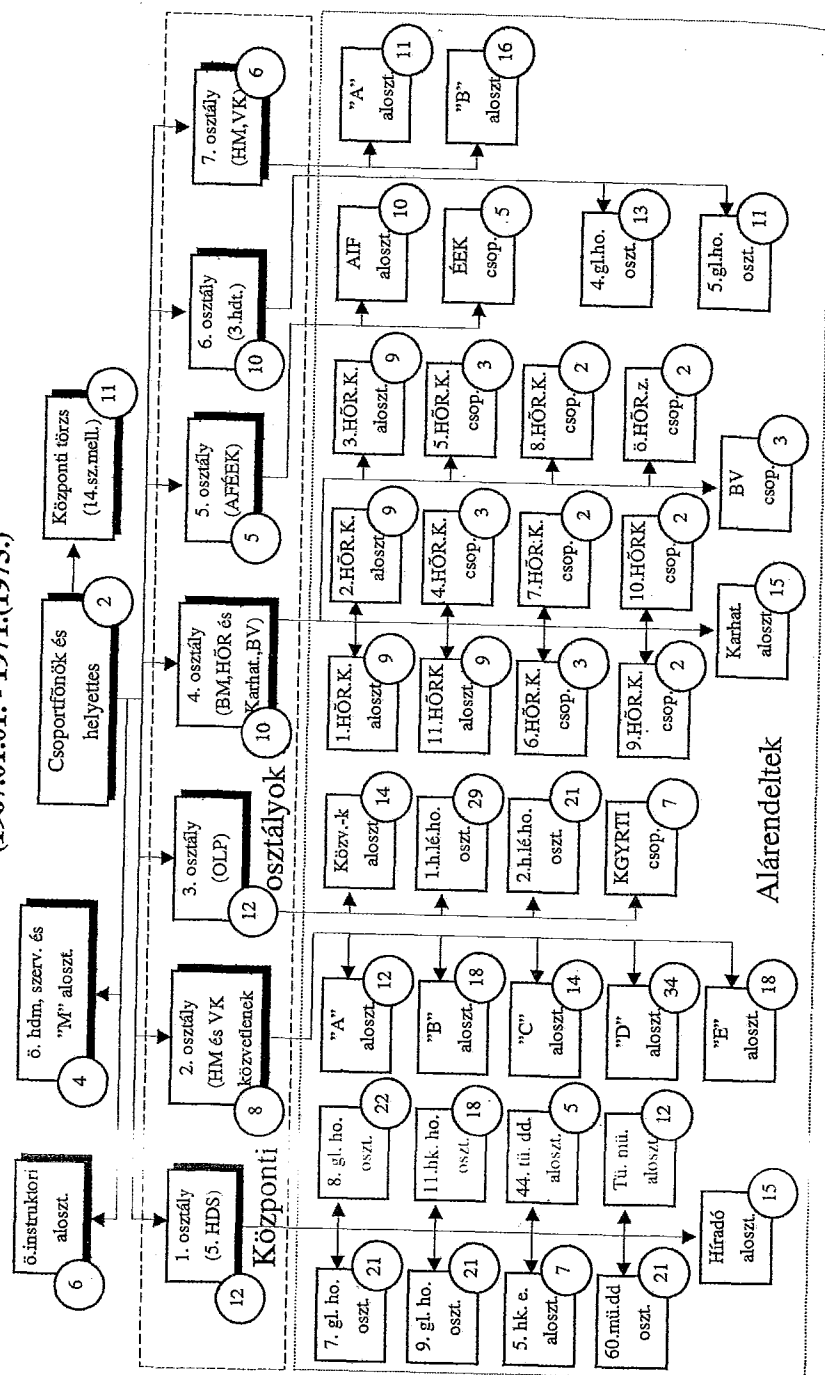 (1967.01.01. - 1971.(1973.)
Csoportfőnök és
helyettes
2
Központi törzs
(14.sz.mell.)
11
ö. hdm, szerv. és
"M" aloszt.
4
ö.instruktori
aloszt.
6
1. osztály
(5. HDS)
12
2. osztály
(HM és VK
közvetlenek
8
3. osztály
(OLP)
12
4. osztály
(BM,HŐR és
Karhat.,BV)
10
5. osztály
(AFÉEK)
5
6. osztály
(3.hdt.)
10
7. osztály
(HM,VK)
6
Központi
osztályok
7. gl. ho.
oszt.
21
8. gl. ho.
oszt.
22
9. gl. ho.
oszt.
21
11.hk. ho.
oszt.
18
5. hk. e.
aloszt.
7
44. tü. dd.
aloszt.
5
60.mü.dd
oszt.
21
Tü. mü.
aloszt.
12
Híradó
aloszt.
15
"A"
aloszt.
12
"B"
aloszt.
18
"C"
aloszt.
14
"D"
aloszt.
34
"E"
aloszt.
18
Közv.-k
aloszt.
14
1.h.lé.ho.
oszt.
29
2.h.lé.ho.
oszt.
21
KGYRTI
csop.
7
1.HŐR.K.
aloszt.
9
2.HŐR.K.
aloszt.
9
3.HŐR.K.
aloszt.
9
11.HŐRK
aloszt.
9
4.HŐR.K.
csop.
3
5.HŐR.K.
csop.
3
6.HŐR.K.
csop.
3
7.HŐR.K.
csop.
2
8.HŐR.K.
csop.
2
9.HŐR.K.
csop.
2
10.HŐRK
csop.
2
ö.HŐR.z.
csop.
2
Karhat.
aloszt.
15
BV
csop.
3
AIF
aloszt.
10
ÉEK
csop.
5
4.gl.ho.
oszt.
13
5.gl.ho.
oszt.
11
"A"
aloszt.
11
"B"
aloszt.
16
Alárendeltek